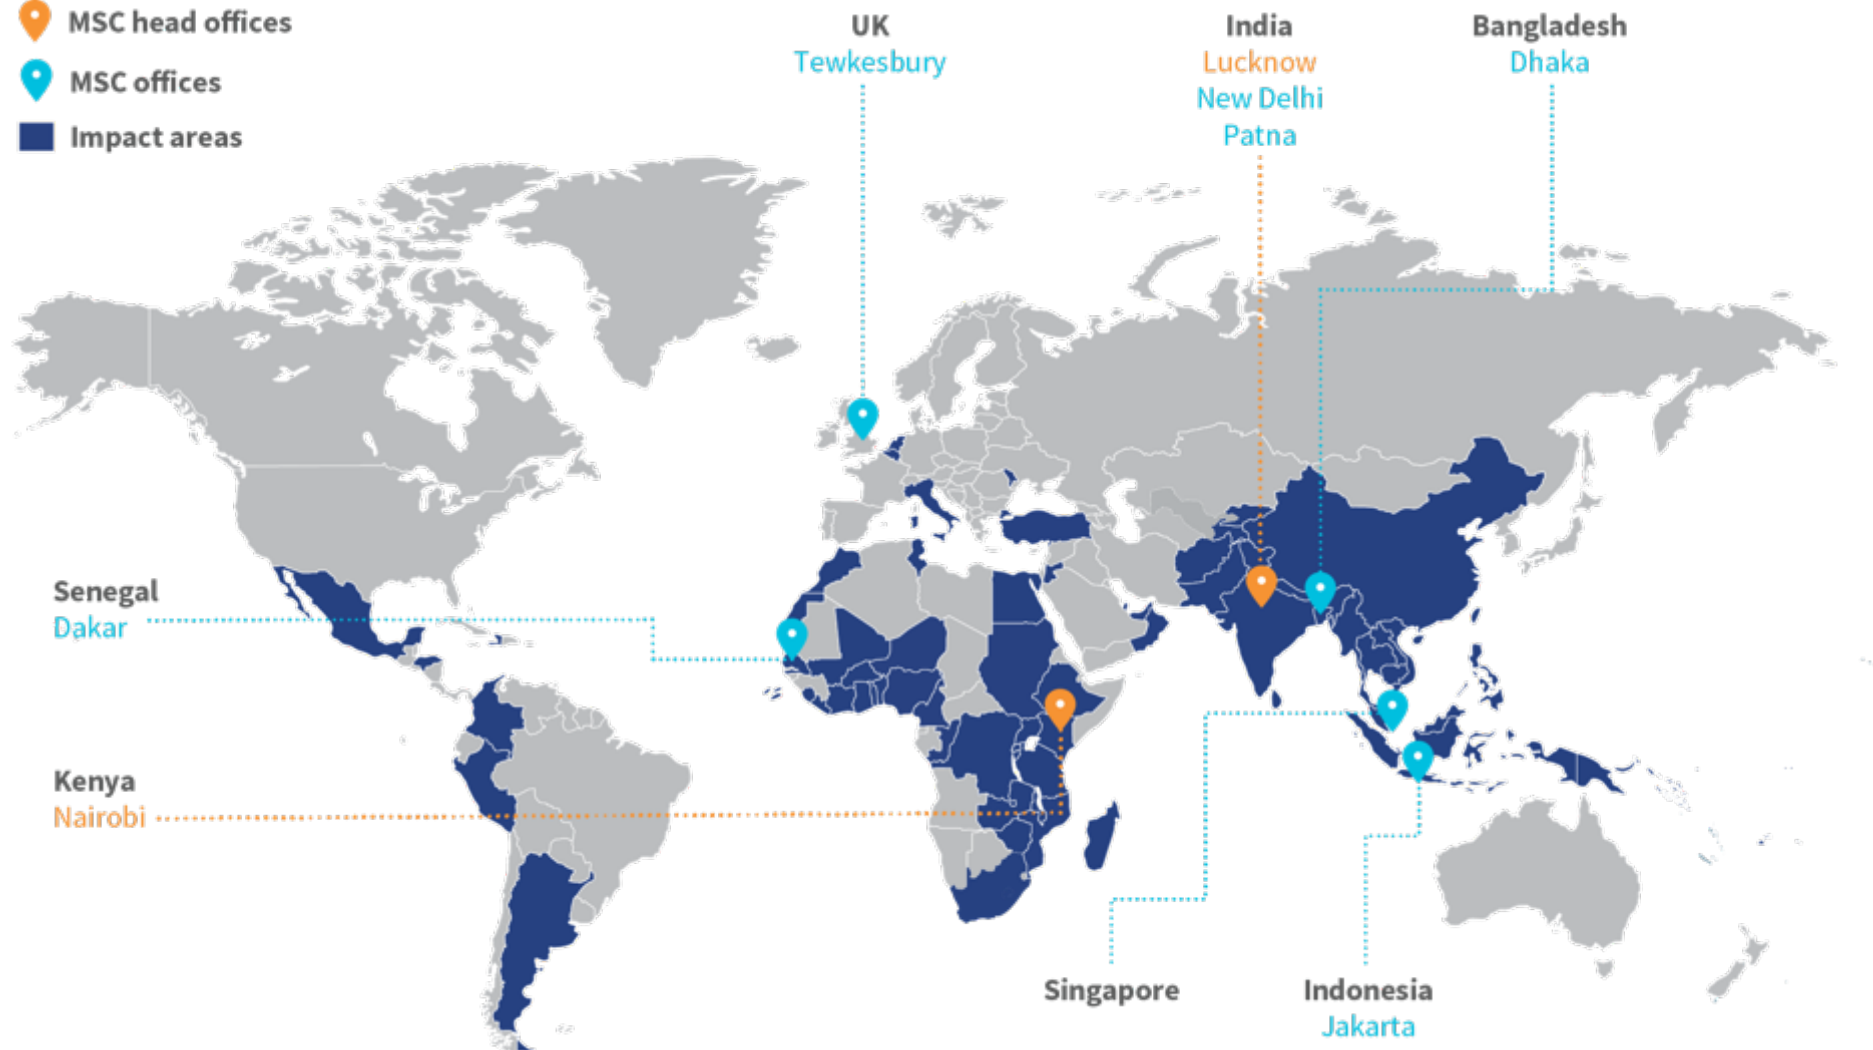 MSC head offices
MSC offices
Impact areas
UK
Tewkesbury
India
Lucknow
New Delhi
Patna
Bangladesh
Dhaka
Senegal
Dakar
Kenya
Nairobi
Singapore
Indonesia
Jakarta